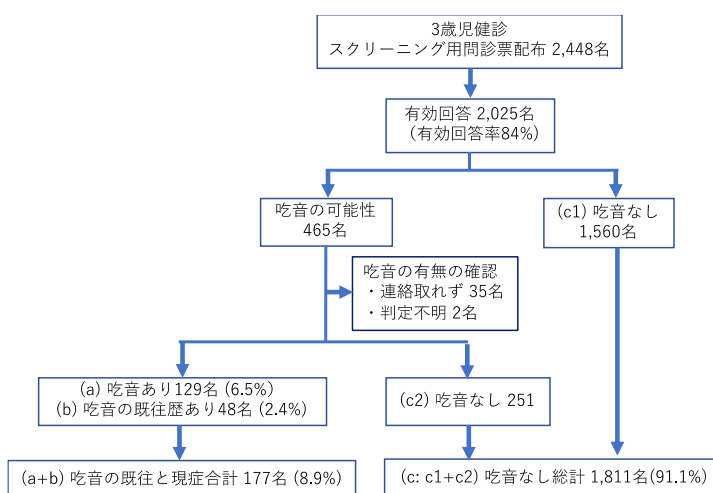 3歳児健診
スクリーニング用問診票配布 2,448名
有効回答 2,025名
(有効回答率84%)
吃音の可能性
465名
(c1) 吃音なし
1,560名
吃音の有無の確認
・連絡取れず 35名
・判定不明 2名
(a) 吃音あり129名 (6.5%)
(b) 吃音の既往歴あり48名 (2.4%)
(c2) 吃音なし 251
(a+b) 吃音の既往と現症合計 177名 (8.9%)
(c: c1+c2) 吃音なし総計 1,811名(91.1%)